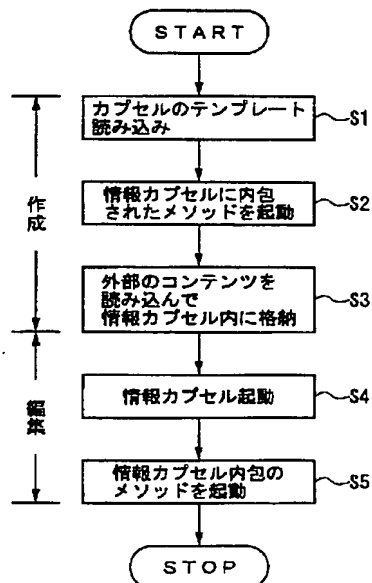 START
カプセルのテンプレート
読み込み
S1
情報カプセルに内包
されたメソッドを起動
S2
作成
外部のコンテンツを
読み込んで
情報カプセル内に格納
S3
情報カプセル起動
S4
情報カプセル内包の
メソッドを起動
S5
STOP